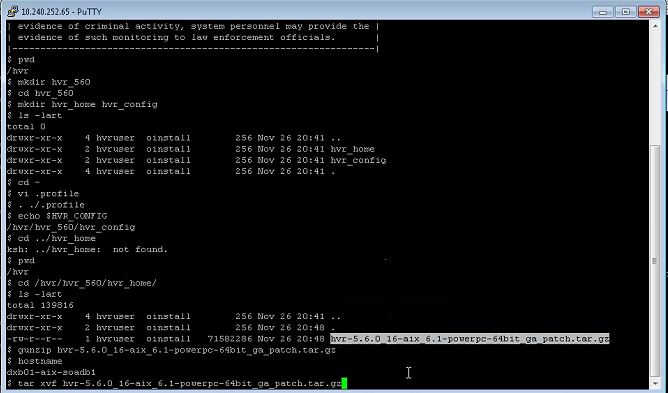 10.240.252.65 - PuTTY
| evidence of criminal activity, system personnel may provide the |
| evidence of such monitoring to law enforcement officials. |
|-----------------------------------------------------------------|
$ pwd
/hvr
$ mkdir hvr_560
$ cd hvr_560
$ mkdir hvr_home hvr_config
$ ls -lart
total 0
drwxr-xr-x 4 hvruser oinstall 256 Nov 26 20:41 ..
drwxr-xr-x 2 hvruser oinstall 256 Nov 26 20:41 hvr_home
drwxr-xr-x 2 hvruser oinstall 256 Nov 26 20:41 hvr_config
drwxr-xr-x 4 hvruser oinstall 256 Nov 26 20:41 .
$ cd ~
$ vi .profile
$ . ./.profile
$ echo $HVR_CONFIG
/hvr/hvr_560/hvr_config
$ cd ../hvr_home
ksh: ../hvr_home: not found.
$ pwd
/hvr
$ cd /hvr/hvr_560/hvr_home/
$ ls -lart
total 139816
drwxr-xr-x 4 hvruser oinstall 256 Nov 26 20:41 ..
drwxr-xr-x 2 hvruser oinstall 256 Nov 26 20:48 .
-rw-r--r-- 1 hvruser oinstall 71582286 Nov 26 20:48 hvr-5.6.0_16-aix_6.1-powerpc-64bit_ga_patch.tar.gz
$ gunzip hvr-5.6.0_16-aix_6.1-powerpc-64bit_ga_patch.tar.gz
$ hostname
dxb01-aix-soadb1
$ tar xvf hvr-5.6.0_16-aix_6.1-powerpc-64bit_ga_patch.tar.gz